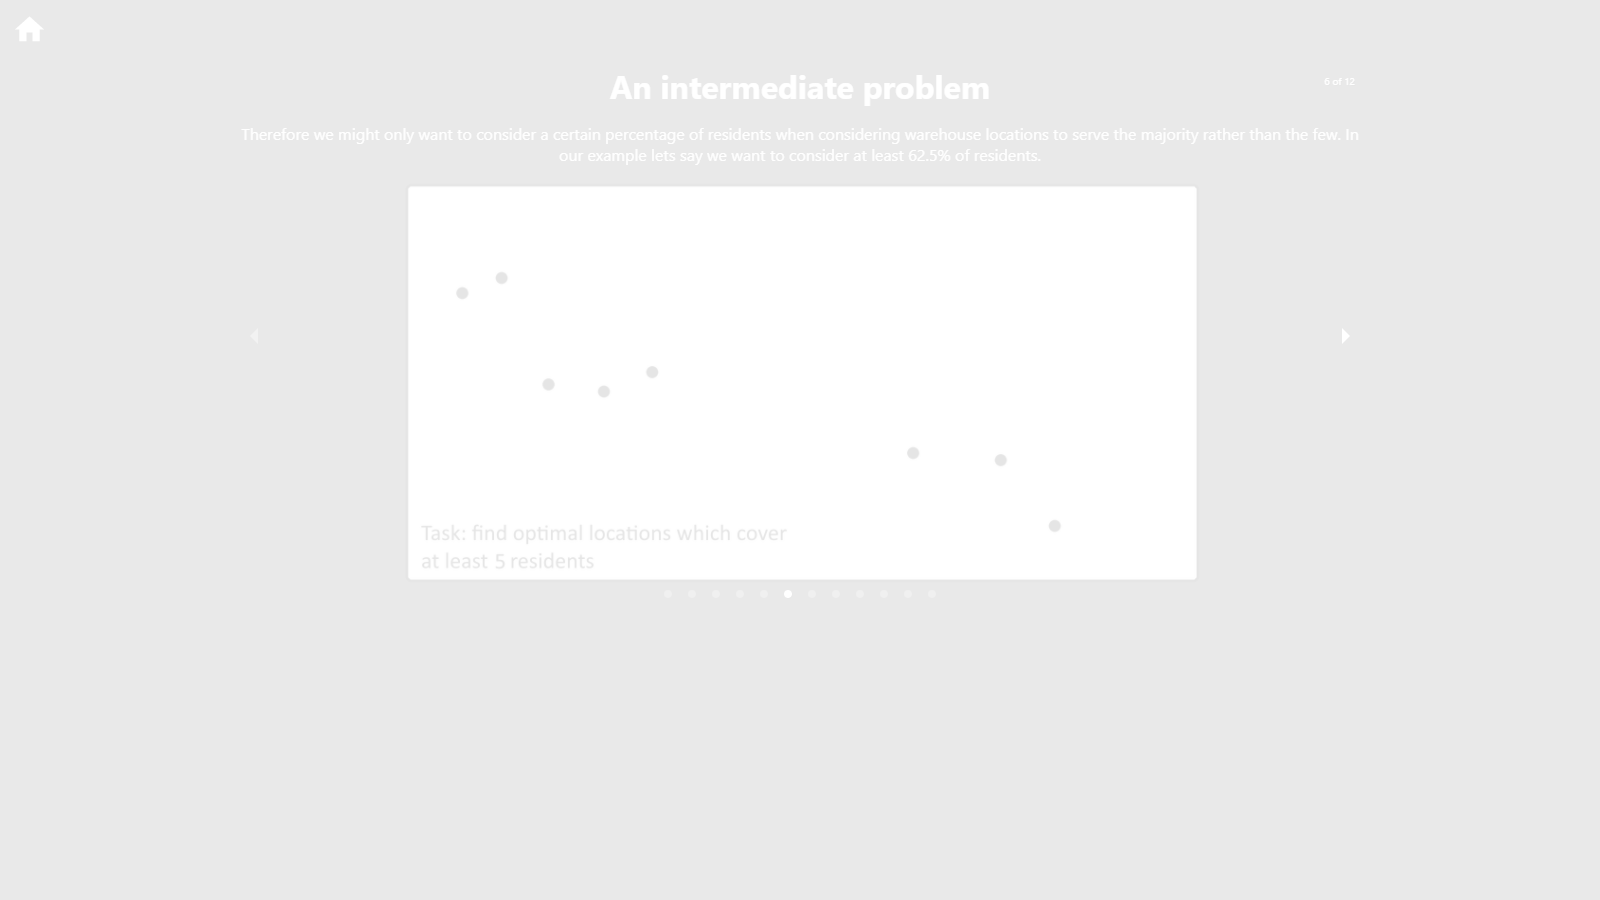 An intermediate problem
6 of 12
Therefore we might only want to consider a certain percentage of residents when considering warehouse locations to serve the majority rather than the few. In
our example lets say we want to consider at least 62.5% of residents.
Task: find optimal locations which cover
at least 5 residents